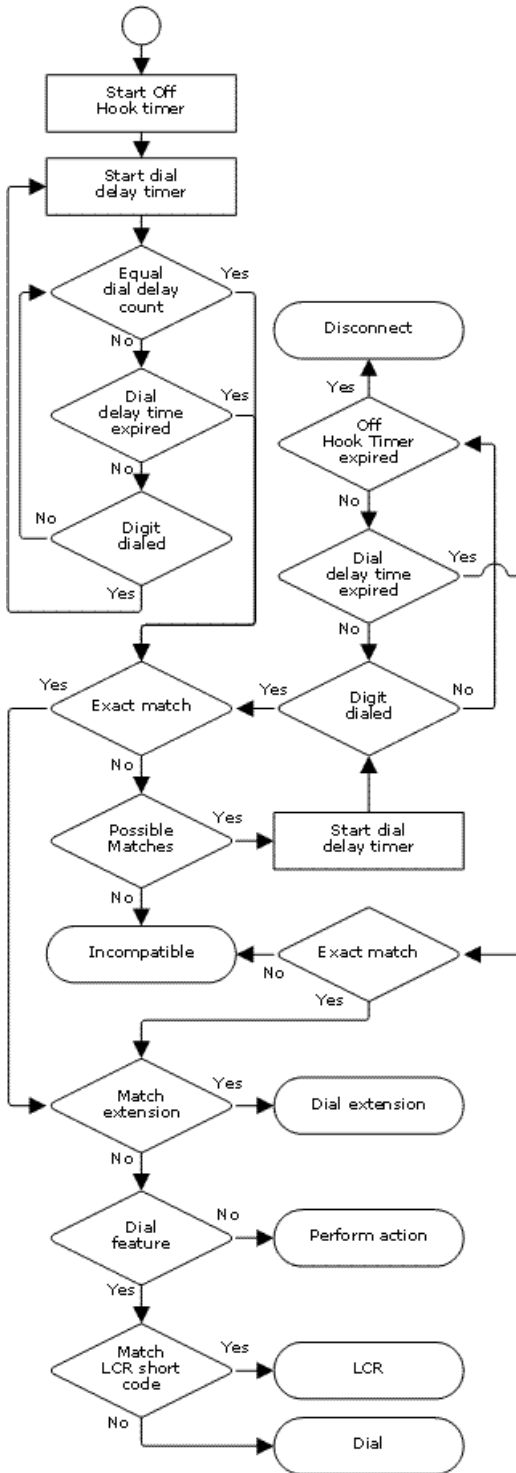 Start Off
Hook timer
Start dial
delay timer
Equal
dial delay
count
Yes
No
Dial
delay time
expired
Yes
No
Digit
dialed
No
Yes
Disconnect
Yes
Off
Hook Timer
expired
No
Dial
delay time
expired
Yes
No
Digit
dialed
Yes
No
Exact match
Yes
No
Possible
Matches
Yes
No
Start dial
delay timer
Incompatible
Exact match
No
Yes
Match
extension
Yes
No
Dial extension
Dial
feature
No
Yes
Perform action
Match
LCR short
code
Yes
No
LCR
Dial